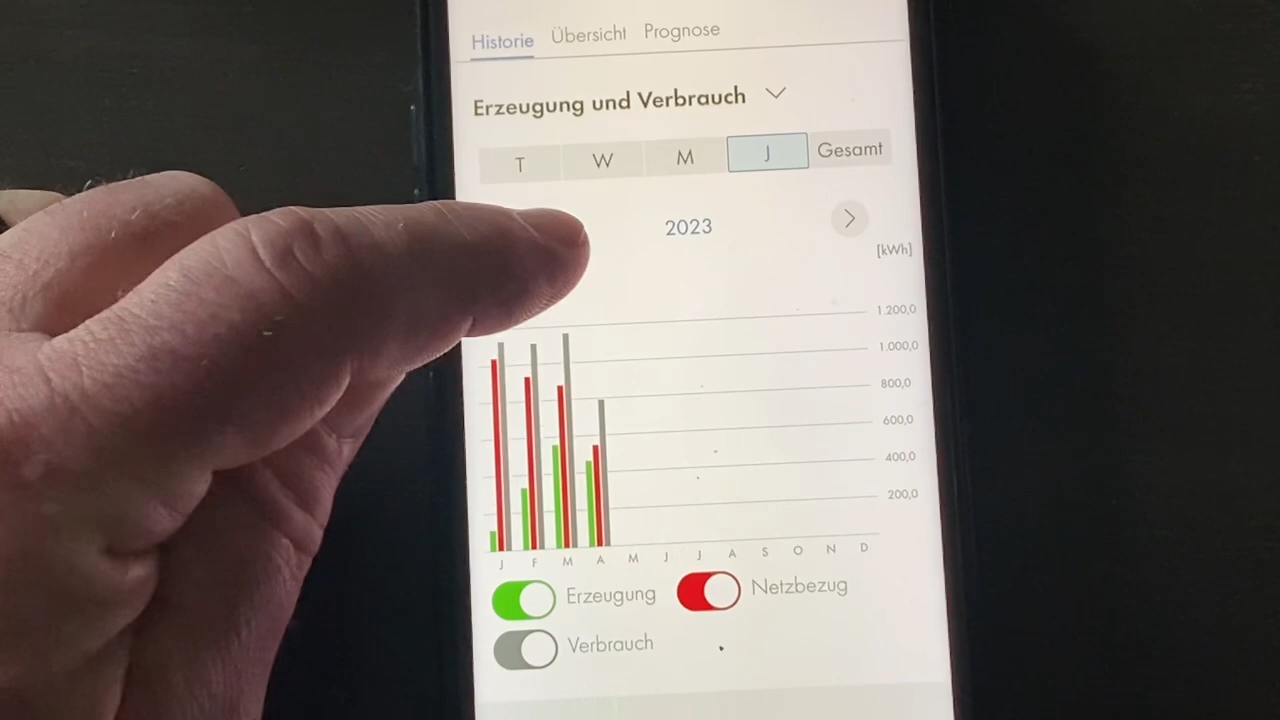 Historie Übersicht Prognose
Erzeugung und Verbrauch
T W M J Gesamt
2023
[kWh]
1.200,0
1.000,0
800,0
600,0
400,0
200,0
J F M A M J J A S O N D
Erzeugung Netzbezug
Verbrauch